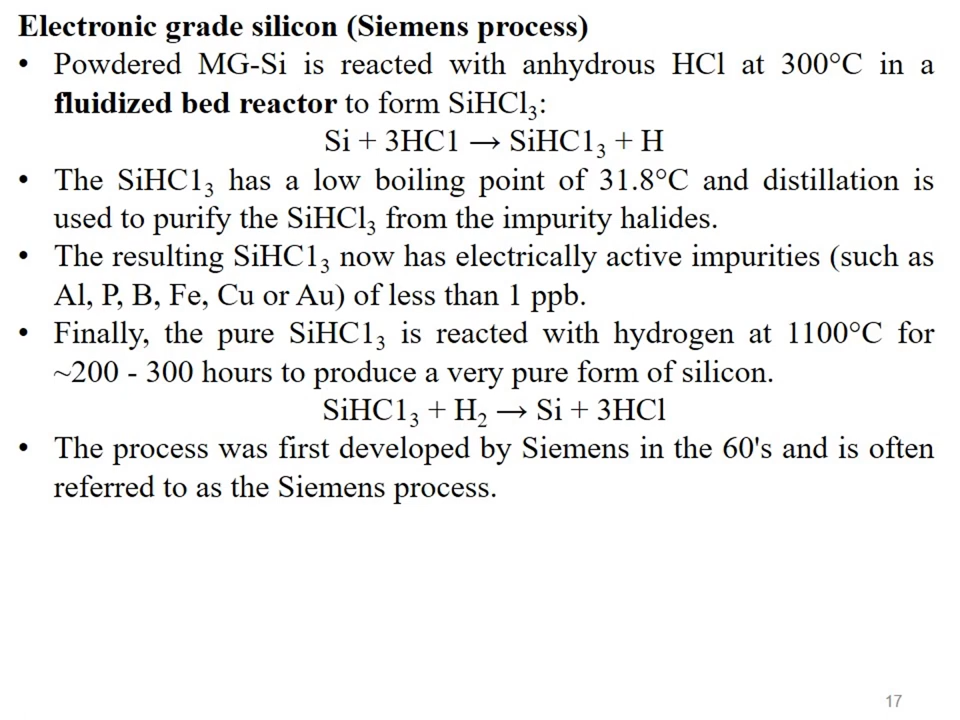 Electronic grade silicon (Siemens process)
• Powdered MG-Si is reacted with anhydrous HCl at 300°C in a
fluidized bed reactor to form SiHCl₃:
Si + 3HC1 → SiHC1₃ + H
• The SiHC1₃ has a low boiling point of 31.8°C and distillation is
used to purify the SiHCl₃ from the impurity halides.
• The resulting SiHC1₃ now has electrically active impurities (such as
Al, P, B, Fe, Cu or Au) of less than 1 ppb.
• Finally, the pure SiHC1₃ is reacted with hydrogen at 1100°C for
~200 - 300 hours to produce a very pure form of silicon.
SiHC1₃ + H₂ → Si + 3HCl
• The process was first developed by Siemens in the 60's and is often
referred to as the Siemens process.
17